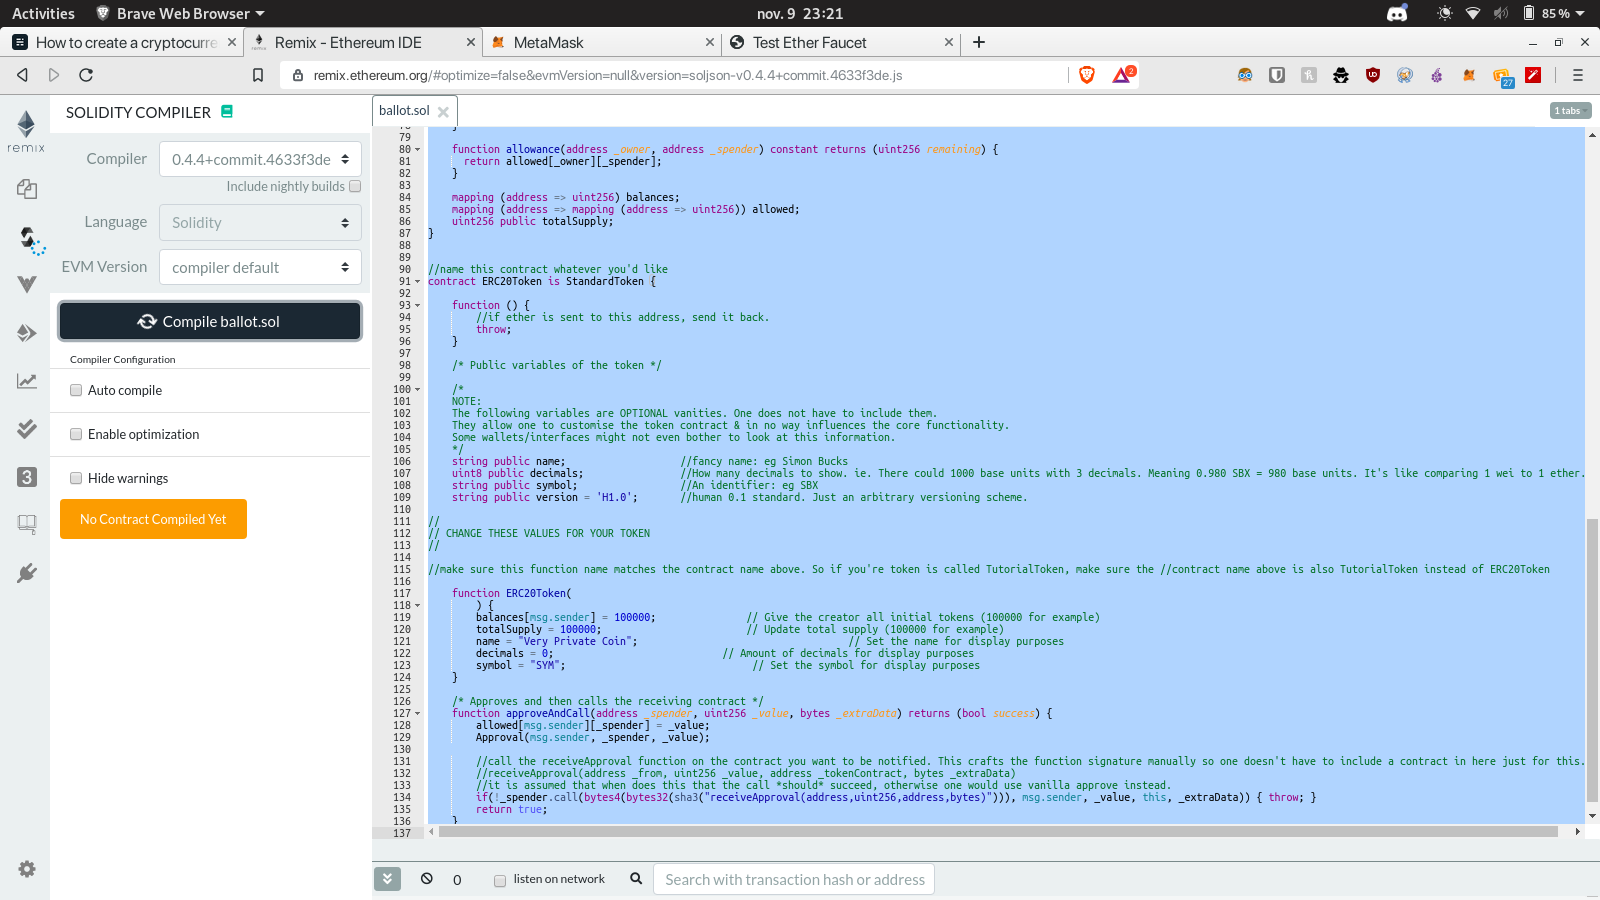 Activities Brave Web Browser nov. 9 23:21 85 %
How to create a cryptocurre Remix - Ethereum IDE MetaMask Test Ether Faucet
remix.ethereum.org/#optimize=false&evmVersion=null&version=soljson-v0.4.4+commit.4633f3de.js 2 27
remix
SOLIDITY COMPILER
Compiler 0.4.4+commit.4633f3de
Include nightly builds
Language Solidity
EVM Version compiler default
Compile ballot.sol
Compiler Configuration
Auto compile
Enable optimization
Hide warnings
No Contract Compiled Yet
ballot.sol 1 tabs
78 }
79
80 function allowance(address _owner, address _spender) constant returns (uint256 remaining) {
81 return allowed[_owner][_spender];
82 }
83
84 mapping (address => uint256) balances;
85 mapping (address => mapping (address => uint256)) allowed;
86 uint256 public totalSupply;
87 }
88
89
90 //name this contract whatever you'd like
91 contract ERC20Token is StandardToken {
92
93 function () {
94 //if ether is sent to this address, send it back.
95 throw;
96 }
97
98 /* Public variables of the token */
99
100 /*
101 NOTE:
102 The following variables are OPTIONAL vanities. One does not have to include them.
103 They allow one to customise the token contract & in no way influences the core functionality.
104 Some wallets/interfaces might not even bother to look at this information.
105 */
106 string public name; //fancy name: eg Simon Bucks
107 uint8 public decimals; //How many decimals to show. ie. There could 1000 base units with 3 decimals. Meaning 0.980 SBX = 980 base units. It's like comparing 1 wei to 1 ether.
108 string public symbol; //An identifier: eg SBX
109 string public version = 'H1.0'; //human 0.1 standard. Just an arbitrary versioning scheme.
110
111 //
112 // CHANGE THESE VALUES FOR YOUR TOKEN
113 //
114
115 //make sure this function name matches the contract name above. So if you're token is called TutorialToken, make sure the //contract name above is also TutorialToken instead of ERC20Token
116
117 function ERC20Token(
118 ) {
119 balances[msg.sender] = 100000; // Give the creator all initial tokens (100000 for example)
120 totalSupply = 100000; // Update total supply (100000 for example)
121 name = "Very Private Coin"; // Set the name for display purposes
122 decimals = 0; // Amount of decimals for display purposes
123 symbol = "SYM"; // Set the symbol for display purposes
124 }
125
126 /* Approves and then calls the receiving contract */
127 function approveAndCall(address _spender, uint256 _value, bytes _extraData) returns (bool success) {
128 allowed[msg.sender][_spender] = _value;
129 Approval(msg.sender, _spender, _value);
130
131 //call the receiveApproval function on the contract you want to be notified. This crafts the function signature manually so one doesn't have to include a contract in here just for this.
132 //receiveApproval(address _from, uint256 _value, address _tokenContract, bytes _extraData)
133 //it is assumed that when does this that the call *should* succeed, otherwise one would use vanilla approve instead.
134 if(!_spender.call(bytes4(bytes32(sha3("receiveApproval(address,uint256,address,bytes)"))), msg.sender, _value, this, _extraData)) { throw; }
135 return true;
136 }
137
0 listen on network Search with transaction hash or address